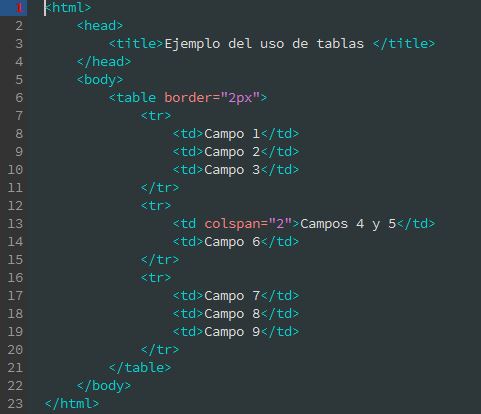 1 <html>
2     <head>
3         <title>Ejemplo del uso de tablas </title>
4     </head>
5     <body>
6         <table border="2px">
7             <tr>
8                 <td>Campo 1</td>
9                 <td>Campo 2</td>
10                 <td>Campo 3</td>
11             </tr>
12             <tr>
13                 <td colspan="2">Campos 4 y 5</td>
14                 <td>Campo 6</td>
15             </tr>
16             <tr>
17                 <td>Campo 7</td>
18                 <td>Campo 8</td>
19                 <td>Campo 9</td>
20             </tr>
21         </table>
22     </body>
23 </html>